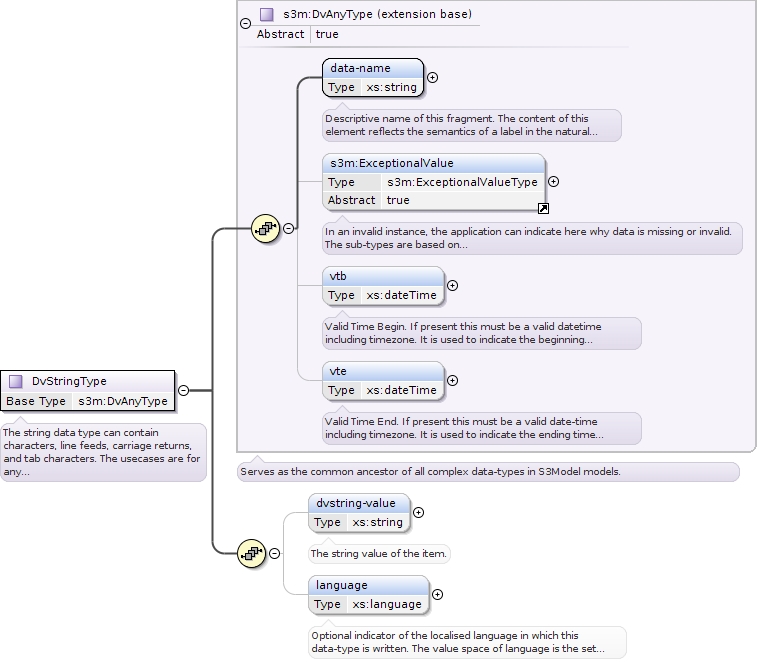 s3m:DvAnyType (extension base)
Abstract true
data-name
Type xs:string
Descriptive name of this fragment. The content of this
element reflects the semantics of a label in the natural...
s3m:ExceptionalValue
Type s3m:ExceptionalValueType
Abstract true
In an invalid instance, the application can indicate here why data is missing or invalid.
The sub-types are based on...
vtb
Type xs:dateTime
Valid Time Begin. If present this must be a valid datetime
including timezone. It is used to indicate the beginning...
vte
Type xs:dateTime
Valid Time End. If present this must be a valid date-time
including timezone. It is used to indicate the ending time...
DvStringType
Base Type s3m:DvAnyType
The string data type can contain
characters, line feeds, carriage returns,
and tab characters. The usecases are for
any...
Serves as the common ancestor of all complex data-types in S3Model models.
dvstring-value
Type xs:string
The string value of the item.
language
Type xs:language
Optional indicator of the localised language in which this
data-type is written. The value space of language is the set...